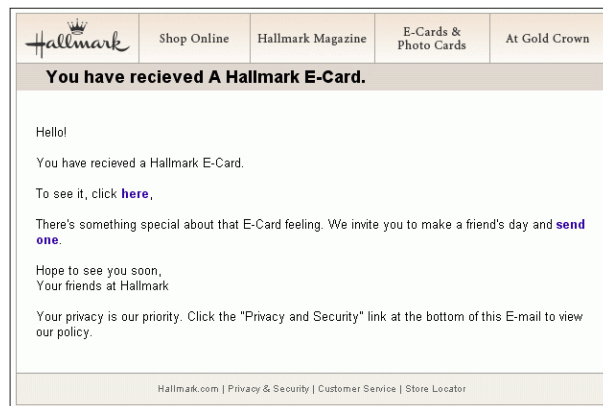 Hallmark Shop Online Hallmark Magazine E-Cards & Photo Cards At Gold Crown
You have recieved A Hallmark E-Card.
Hello!
You have recieved a Hallmark E-Card.
To see it, click here,
There's something special about that E-Card feeling. We invite you to make a friend's day and send
one.
Hope to see you soon,
Your friends at Hallmark
Your privacy is our priority. Click the "Privacy and Security" link at the bottom of this E-mail to view
our policy.
Hallmark.com | Privacy & Security | Customer Service | Store Locator